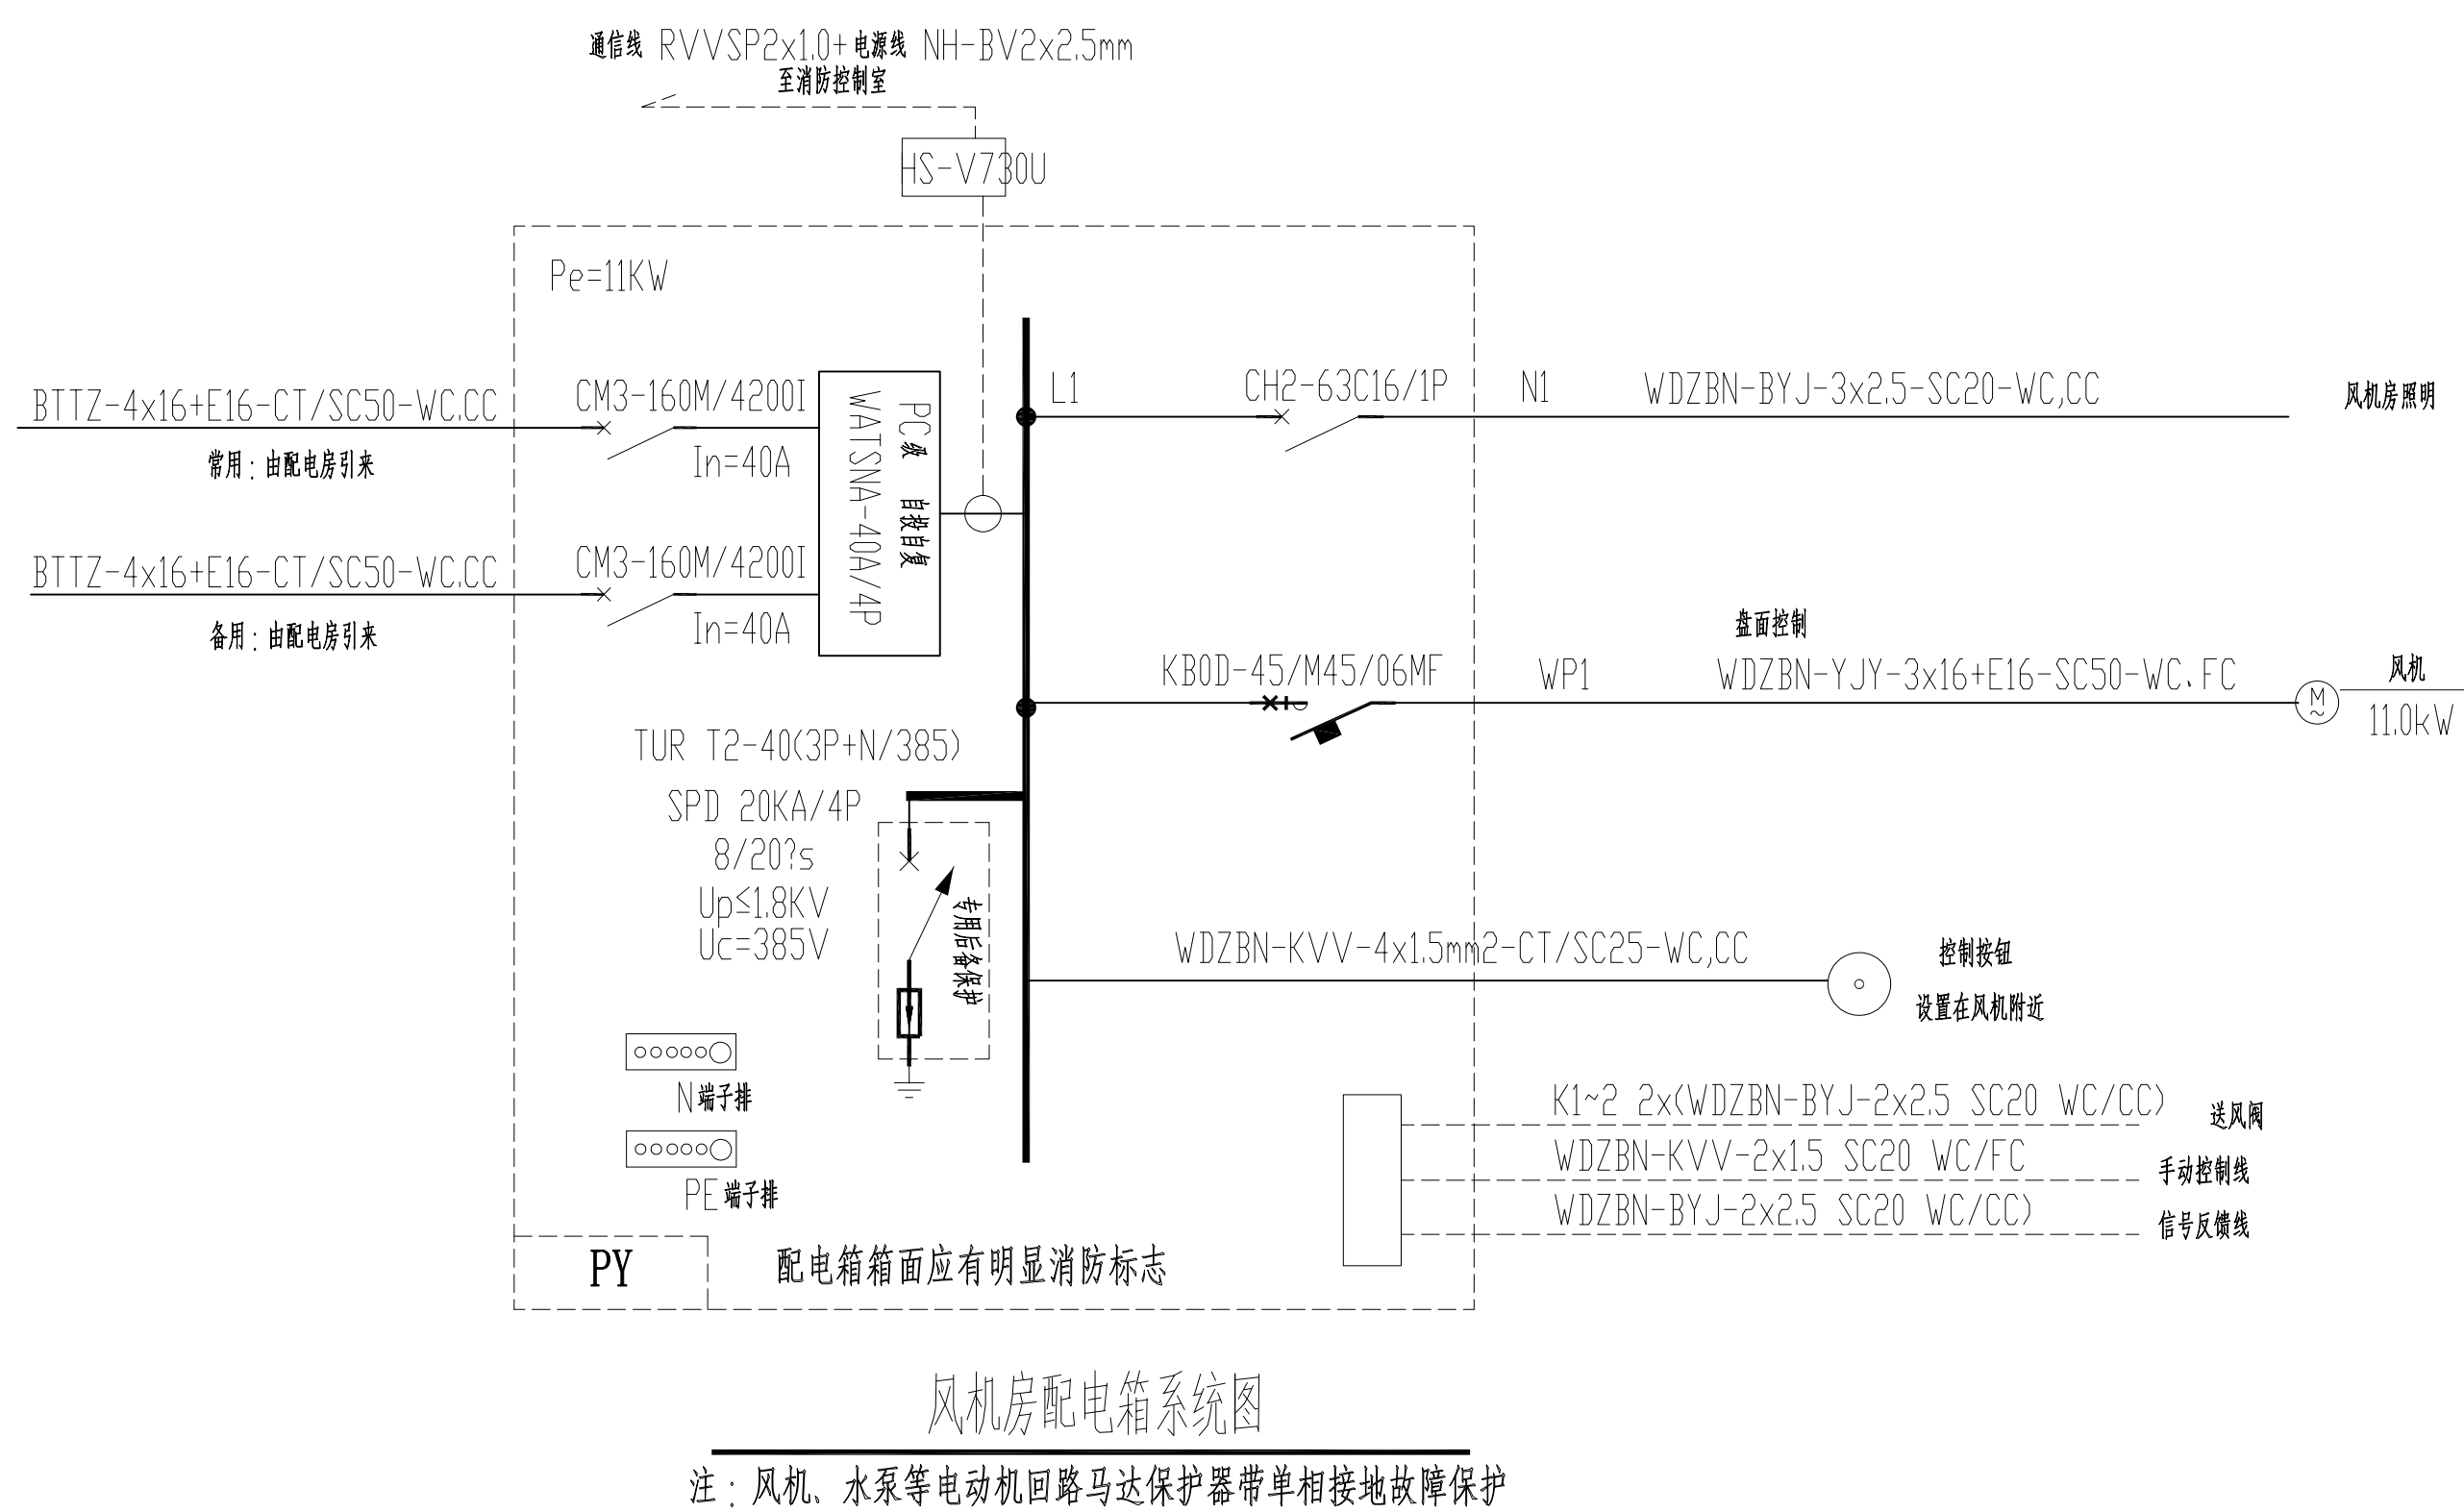 通信线 RVVSP2x1.0+电源线 NH-BV2x2.5mm
至消防控制室
HS-V730U
Pe=11KW
BTTZ-4x16+E16-CT/SC50-WC.CC
常用：由配电房引来
CM3-160M/4200I
In=40A
BTTZ-4x16+E16-CT/SC50-WC.CC
备用：由配电房引来
CM3-160M/4200I
In=40A
PC级 自投自复
WATSNA-40A/4P
L1
CH2-63C16/1P
N1
WDZBN-BYJ-3x2.5-SC20-WC,CC
风机房照明
盘面控制
KB0D-45/M45/06MF
WP1
WDZBN-YJY-3x16+E16-SC50-WC、FC
M
~
风机
11.0kW
TUR T2-40(3P+N/385)
SPD 20KA/4P
8/20?s
Up≤1.8KV
Uc=385V
专用后备保护
WDZBN-KVV-4x1.5mm2-CT/SC25-WC,CC
控制按钮
设置在风机附近
N端子排
PE端子排
K1~2 2x(WDZBN-BYJ-2x2.5 SC20 WC/CC)
送风阀
WDZBN-KVV-2x1.5 SC20 WC/FC
手动控制线
WDZBN-BYJ-2x2.5 SC20 WC/CC)
信号反馈线
PY
配电箱箱面应有明显消防标志
风机房配电箱系统图
注：风机、水泵等电动机回路马达保护器带单相接地故障保护